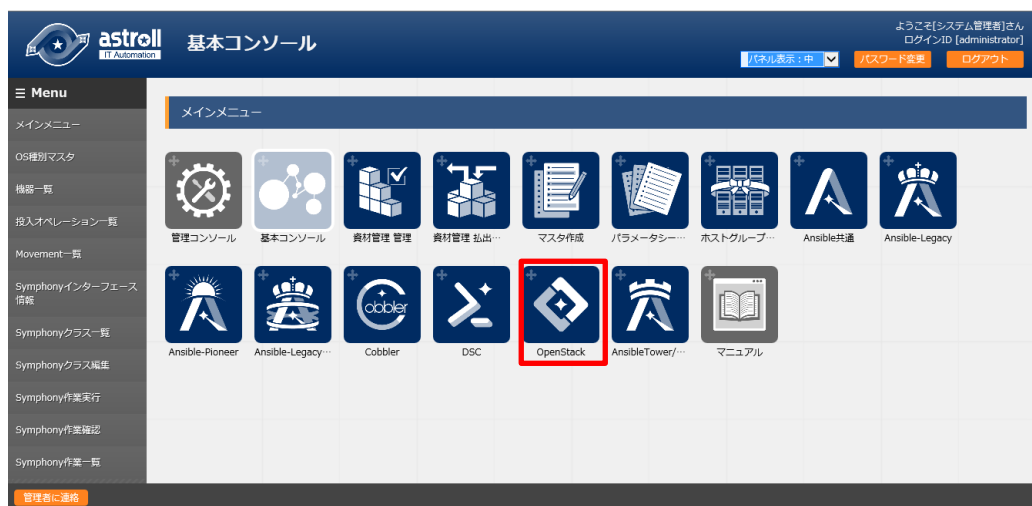 astroll
IT Automation
基本コンソール
ようこそ[システム管理者]さん
ログインID [administrator]
パネル表示 : 中
パスワード変更
ログアウト
☰ Menu
メインメニュー
OS種別マスタ
機器一覧
投入オペレーション一覧
Movement一覧
Symphonyインターフェース
情報
Symphonyクラス一覧
Symphonyクラス編集
Symphony作業実行
Symphony作業確認
Symphony作業一覧
メインメニュー
管理コンソール
基本コンソール
資材管理 管理
資材管理 払出…
マスタ作成
パラメータシー…
ホストグループ…
Ansible共通
Ansible-Legacy
Cobbler
Ansible-Pioneer
Ansible-Legacy…
Cobbler
DSC
OpenStack
AnsibleTower/…
マニュアル
管理者に連絡